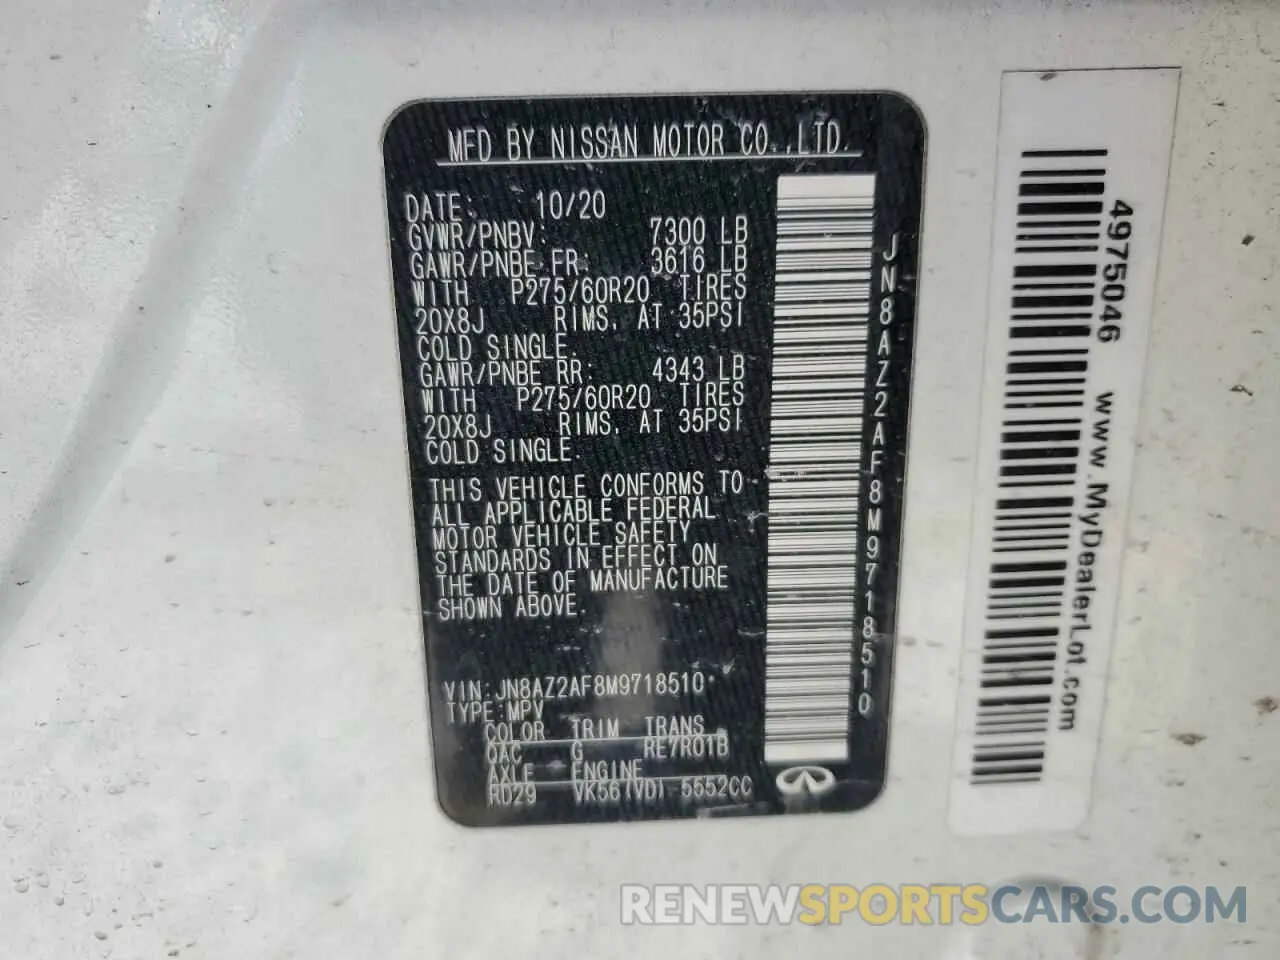 MFD BY NISSAN MOTOR CO.,LTD.
DATE: 10/20
GVWR/PNBV: 7300 LB
GAWR/PNBE FR: 3616 LB
WITH P275/60R20 TIRES
20X8J RIMS, AT 35PSI
COLD SINGLE.
GAWR/PNBE RR: 4343 LB
WITH P275/60R20 TIRES
20X8J RIMS, AT 35PSI
COLD SINGLE.
THIS VEHICLE CONFORMS TO
ALL APPLICABLE FEDERAL
MOTOR VEHICLE SAFETY
STANDARDS IN EFFECT ON
THE DATE OF MANUFACTURE
SHOWN ABOVE.
VIN:JN8AZ2AF8M9718510
TYPE:MPV
COLOR TRIM TRANS
QAC G RE7R01B
AXLE ENGINE
RD29 VK56(VD) 5552CC
JN8AZ2AF8M9718510
4975046 www.MyDealerLot.com
RENEWSPORTSCARS.COM